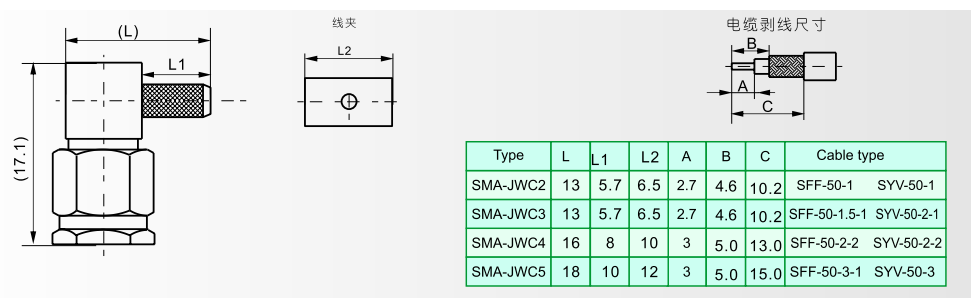 线夹
电缆剥线尺寸
(L)
L1
(17.1)
L2
B
A
C
Type L L1 L2 A B C Cable type
SMA-JWC2 13 5.7 6.5 2.7 4.6 10.2 SFF-50-1 SYV-50-1
SMA-JWC3 13 5.7 6.5 2.7 4.6 10.2 SFF-50-1.5-1 SYV-50-2-1
SMA-JWC4 16 8 10 3 5.0 13.0 SFF-50-2-2 SYV-50-2-2
SMA-JWC5 18 10 12 3 5.0 15.0 SFF-50-3-1 SYV-50-3